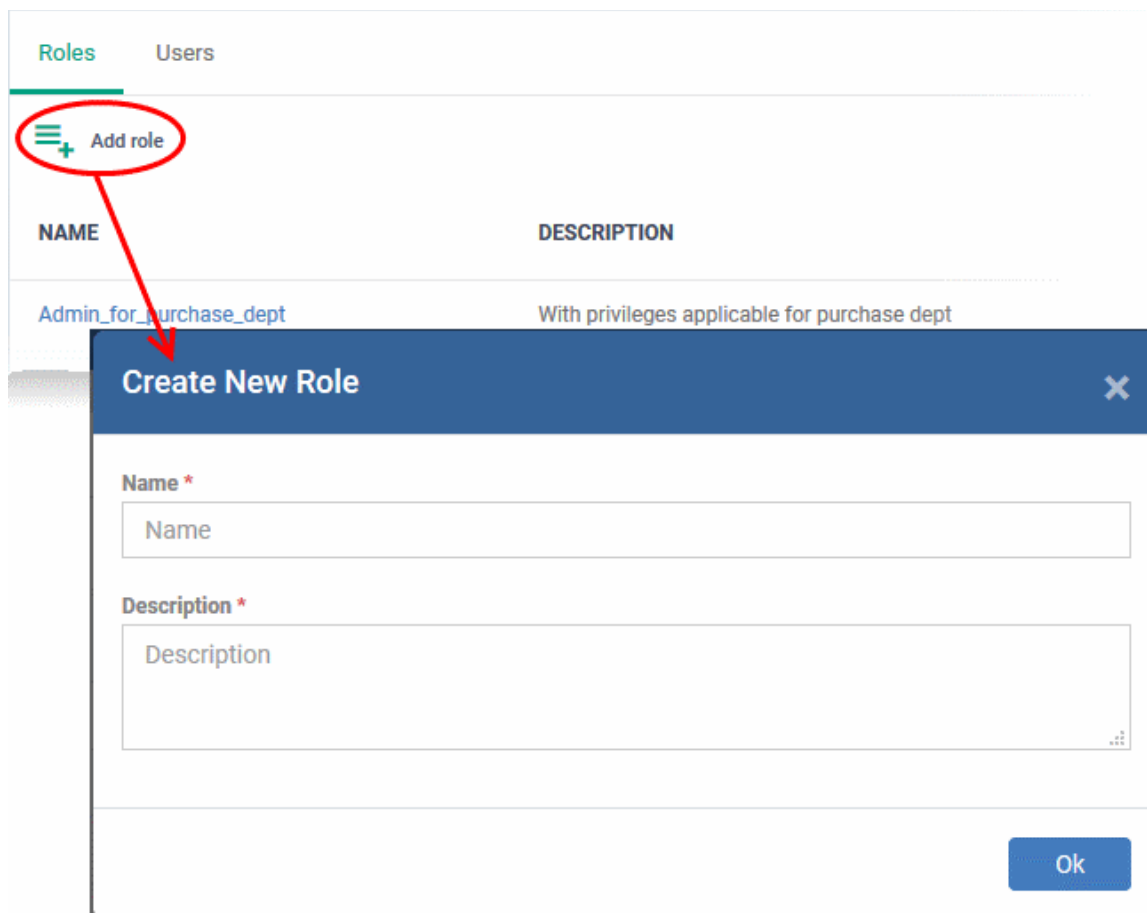 Roles Users
Add role
NAME DESCRIPTION
Admin_for_purchase_dept With privileges applicable for purchase dept
Create New Role
Name *
Name
Description *
Description
Ok